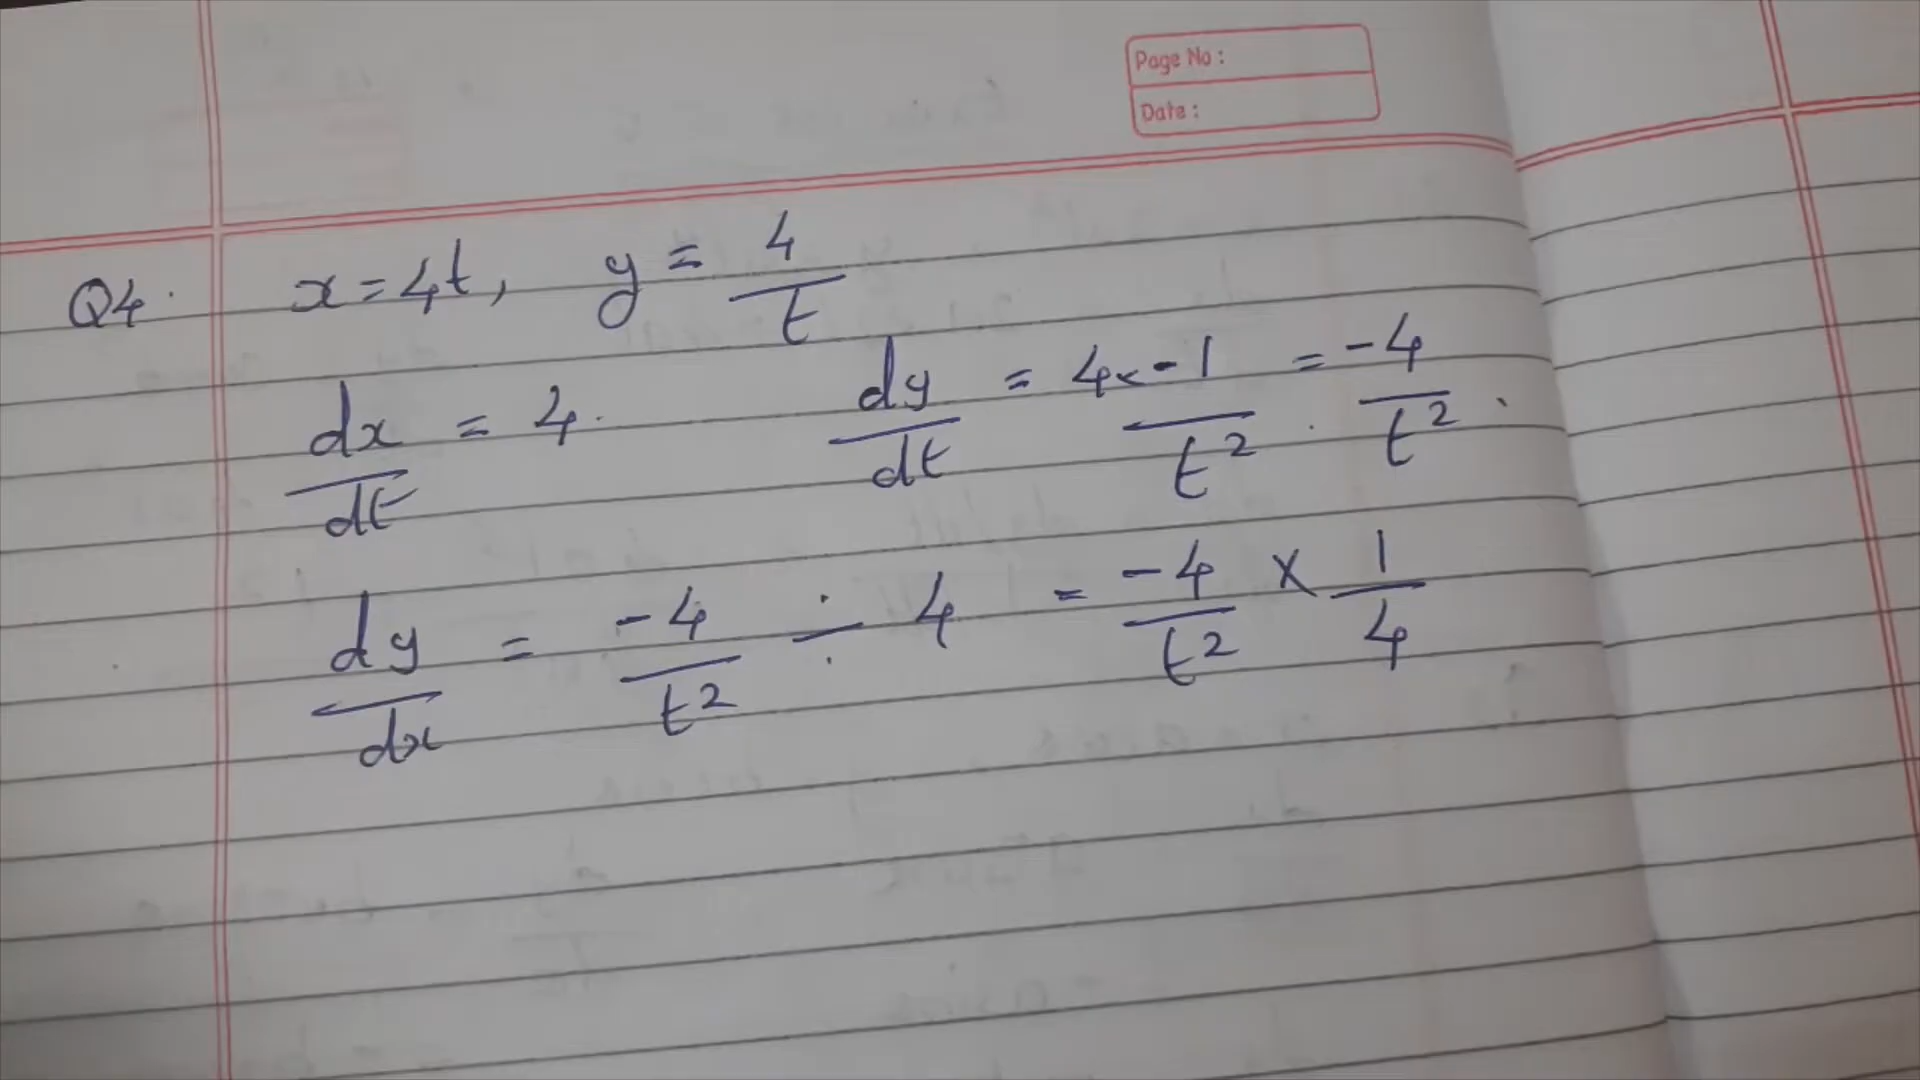 Page No :
Date :
Q4. x = 4t, y = 4/t
dx/dt = 4. dy/dt = 4x-1/t² = -4/t².
dy/dx = -4/t² ÷ 4 = -4/t² × 1/4